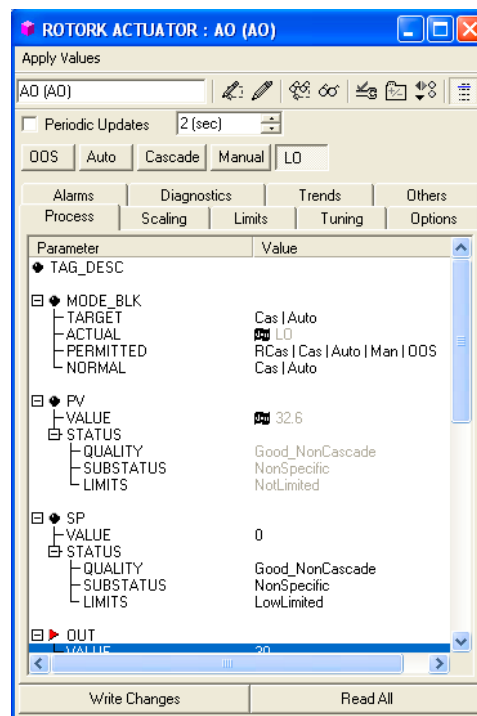 ROTORK ACTUATOR : AO (AO)
Apply Values
AO (AO)
Periodic Updates 2 (sec)
OOS Auto Cascade Manual LO
Alarms Diagnostics Trends Others
Process Scaling Limits Tuning Options
Parameter Value
TAG_DESC
MODE_BLK
TARGET Cas | Auto
ACTUAL LO
PERMITTED RCas | Cas | Auto | Man | OOS
NORMAL Cas | Auto
PV
VALUE 32.6
STATUS
QUALITY Good_NonCascade
SUBSTATUS NonSpecific
LIMITS NotLimited
SP
VALUE 0
STATUS
QUALITY Good_NonCascade
SUBSTATUS NonSpecific
LIMITS LowLimited
OUT
VALUE 30
Write Changes Read All